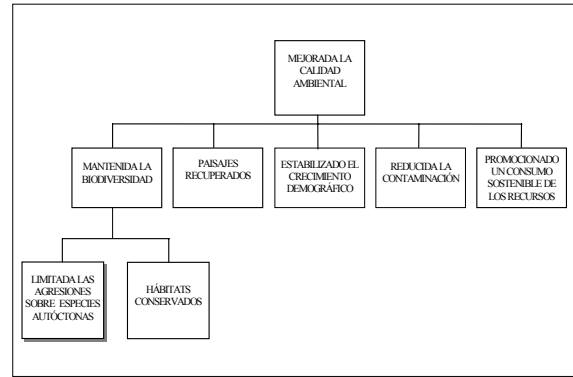 MEJORADA LA
CALIDAD
AMBIENTAL
MANTENIDA LA
BIODIVERSIDAD
PAISAJES
RECUPERADOS
ESTABILIZADO EL
CRECIMIENTO
DEMOGRÁFICO
REDUCIDA LA
CONTAMINACIÓN
PROMOCIONADO
UN CONSUMO
SOSTENIBLE DE
LOS RECURSOS
LIMITADA LAS
AGRESIONES
SOBRE ESPECIES
AUTÓCTONAS
HÁBITATS
CONSERVADOS